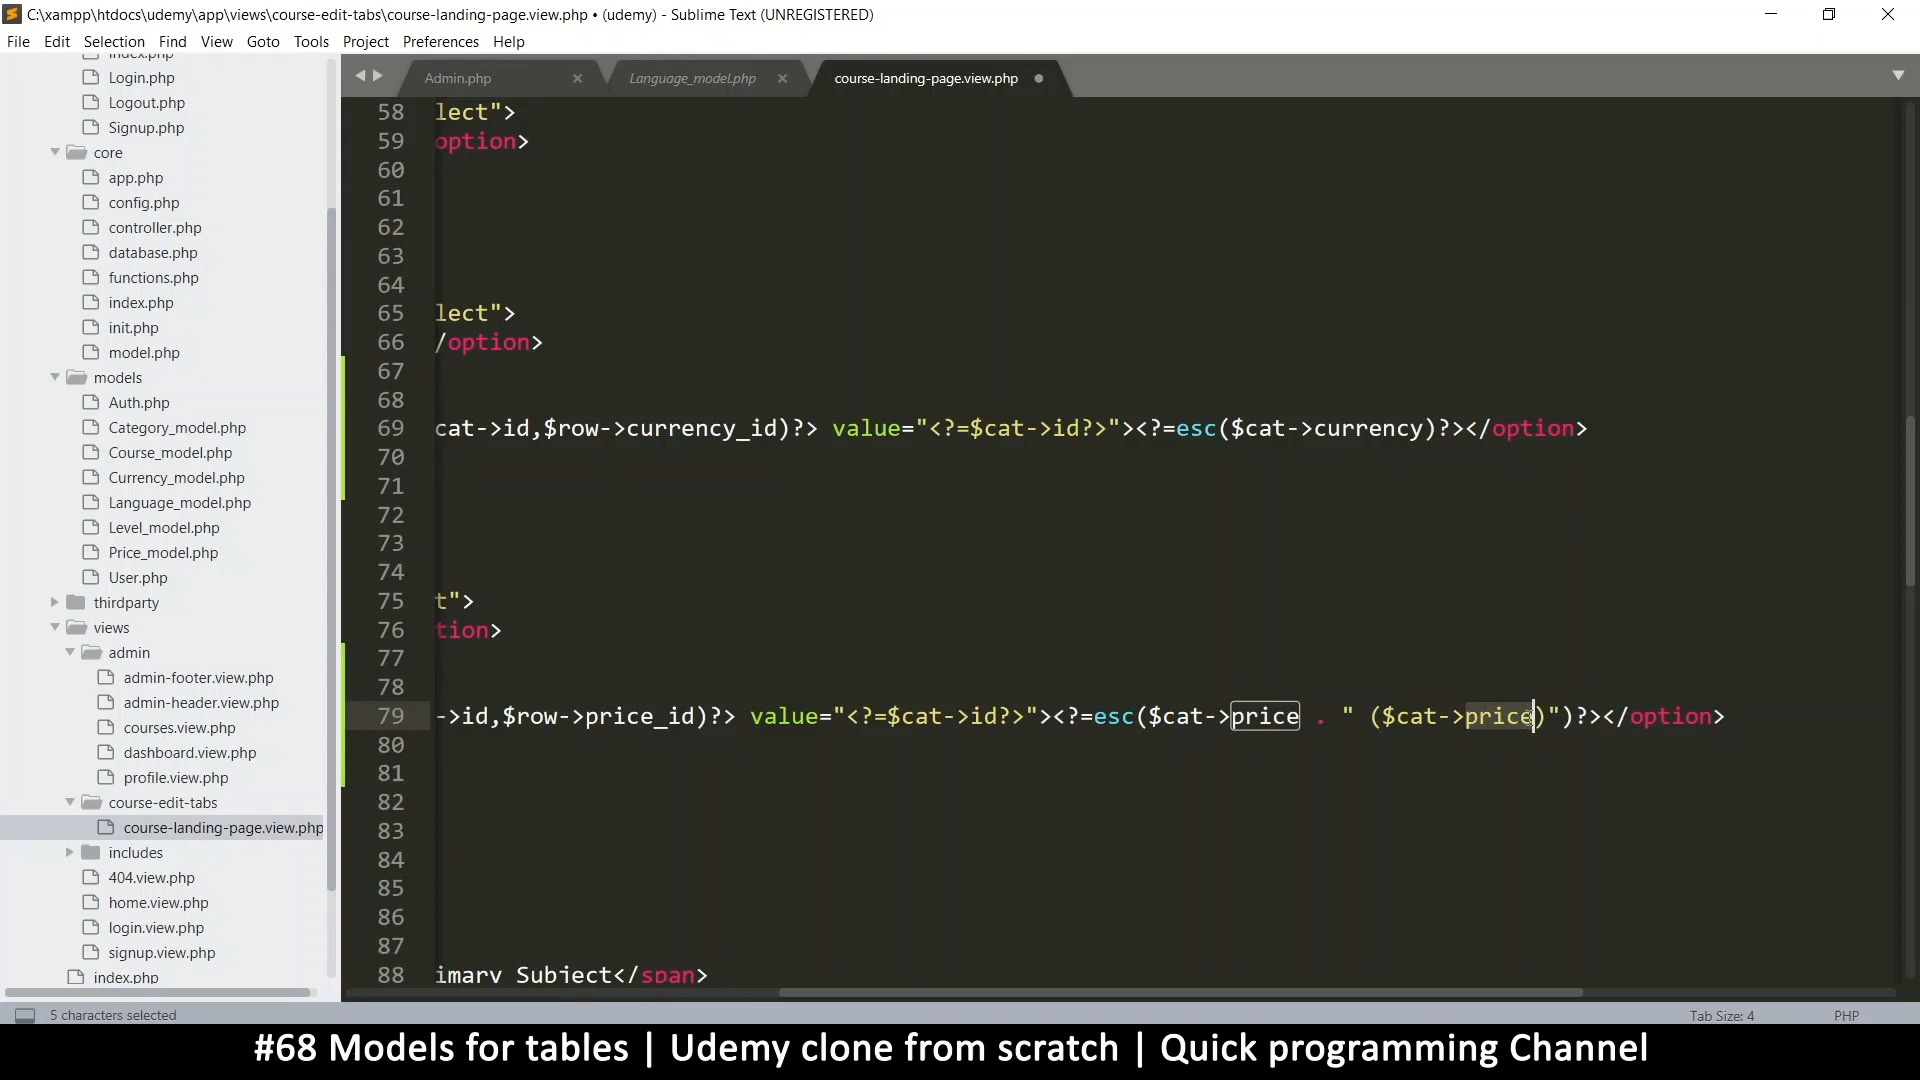 C:\xampp\htdocs\udemy\app\views\course-edit-tabs\course-landing-page.view.php • (udemy) - Sublime Text (UNREGISTERED)
File Edit Selection Find View Goto Tools Project Preferences Help
index.php
Login.php
Logout.php
Signup.php
core
app.php
config.php
controller.php
database.php
functions.php
index.php
init.php
model.php
models
Auth.php
Category_model.php
Course_model.php
Currency_model.php
Language_model.php
Level_model.php
Price_model.php
User.php
thirdparty
views
admin
admin-footer.view.php
admin-header.view.php
courses.view.php
dashboard.view.php
profile.view.php
course-edit-tabs
course-landing-page.view.php
includes
404.view.php
home.view.php
login.view.php
signup.view.php
index.php
Admin.php Language_model.php course-landing-page.view.php
58 lect">
59 option>
60
61
62
63
64
65 lect">
66 /option>
67
68
69 cat->id,$row->currency_id)?> value="<?=$cat->id?>"><?=esc($cat->currency)?></option>
70
71
72
73
74
75 t">
76 tion>
77
78
79 ->id,$row->price_id)?> value="<?=$cat->id?>"><?=esc($cat->price . " ($cat->price)")?></option>
80
81
82
83
84
85
86
87
88 imary Subject</span>
5 characters selected Tab Size: 4 PHP
#68 Models for tables | Udemy clone from scratch | Quick programming Channel